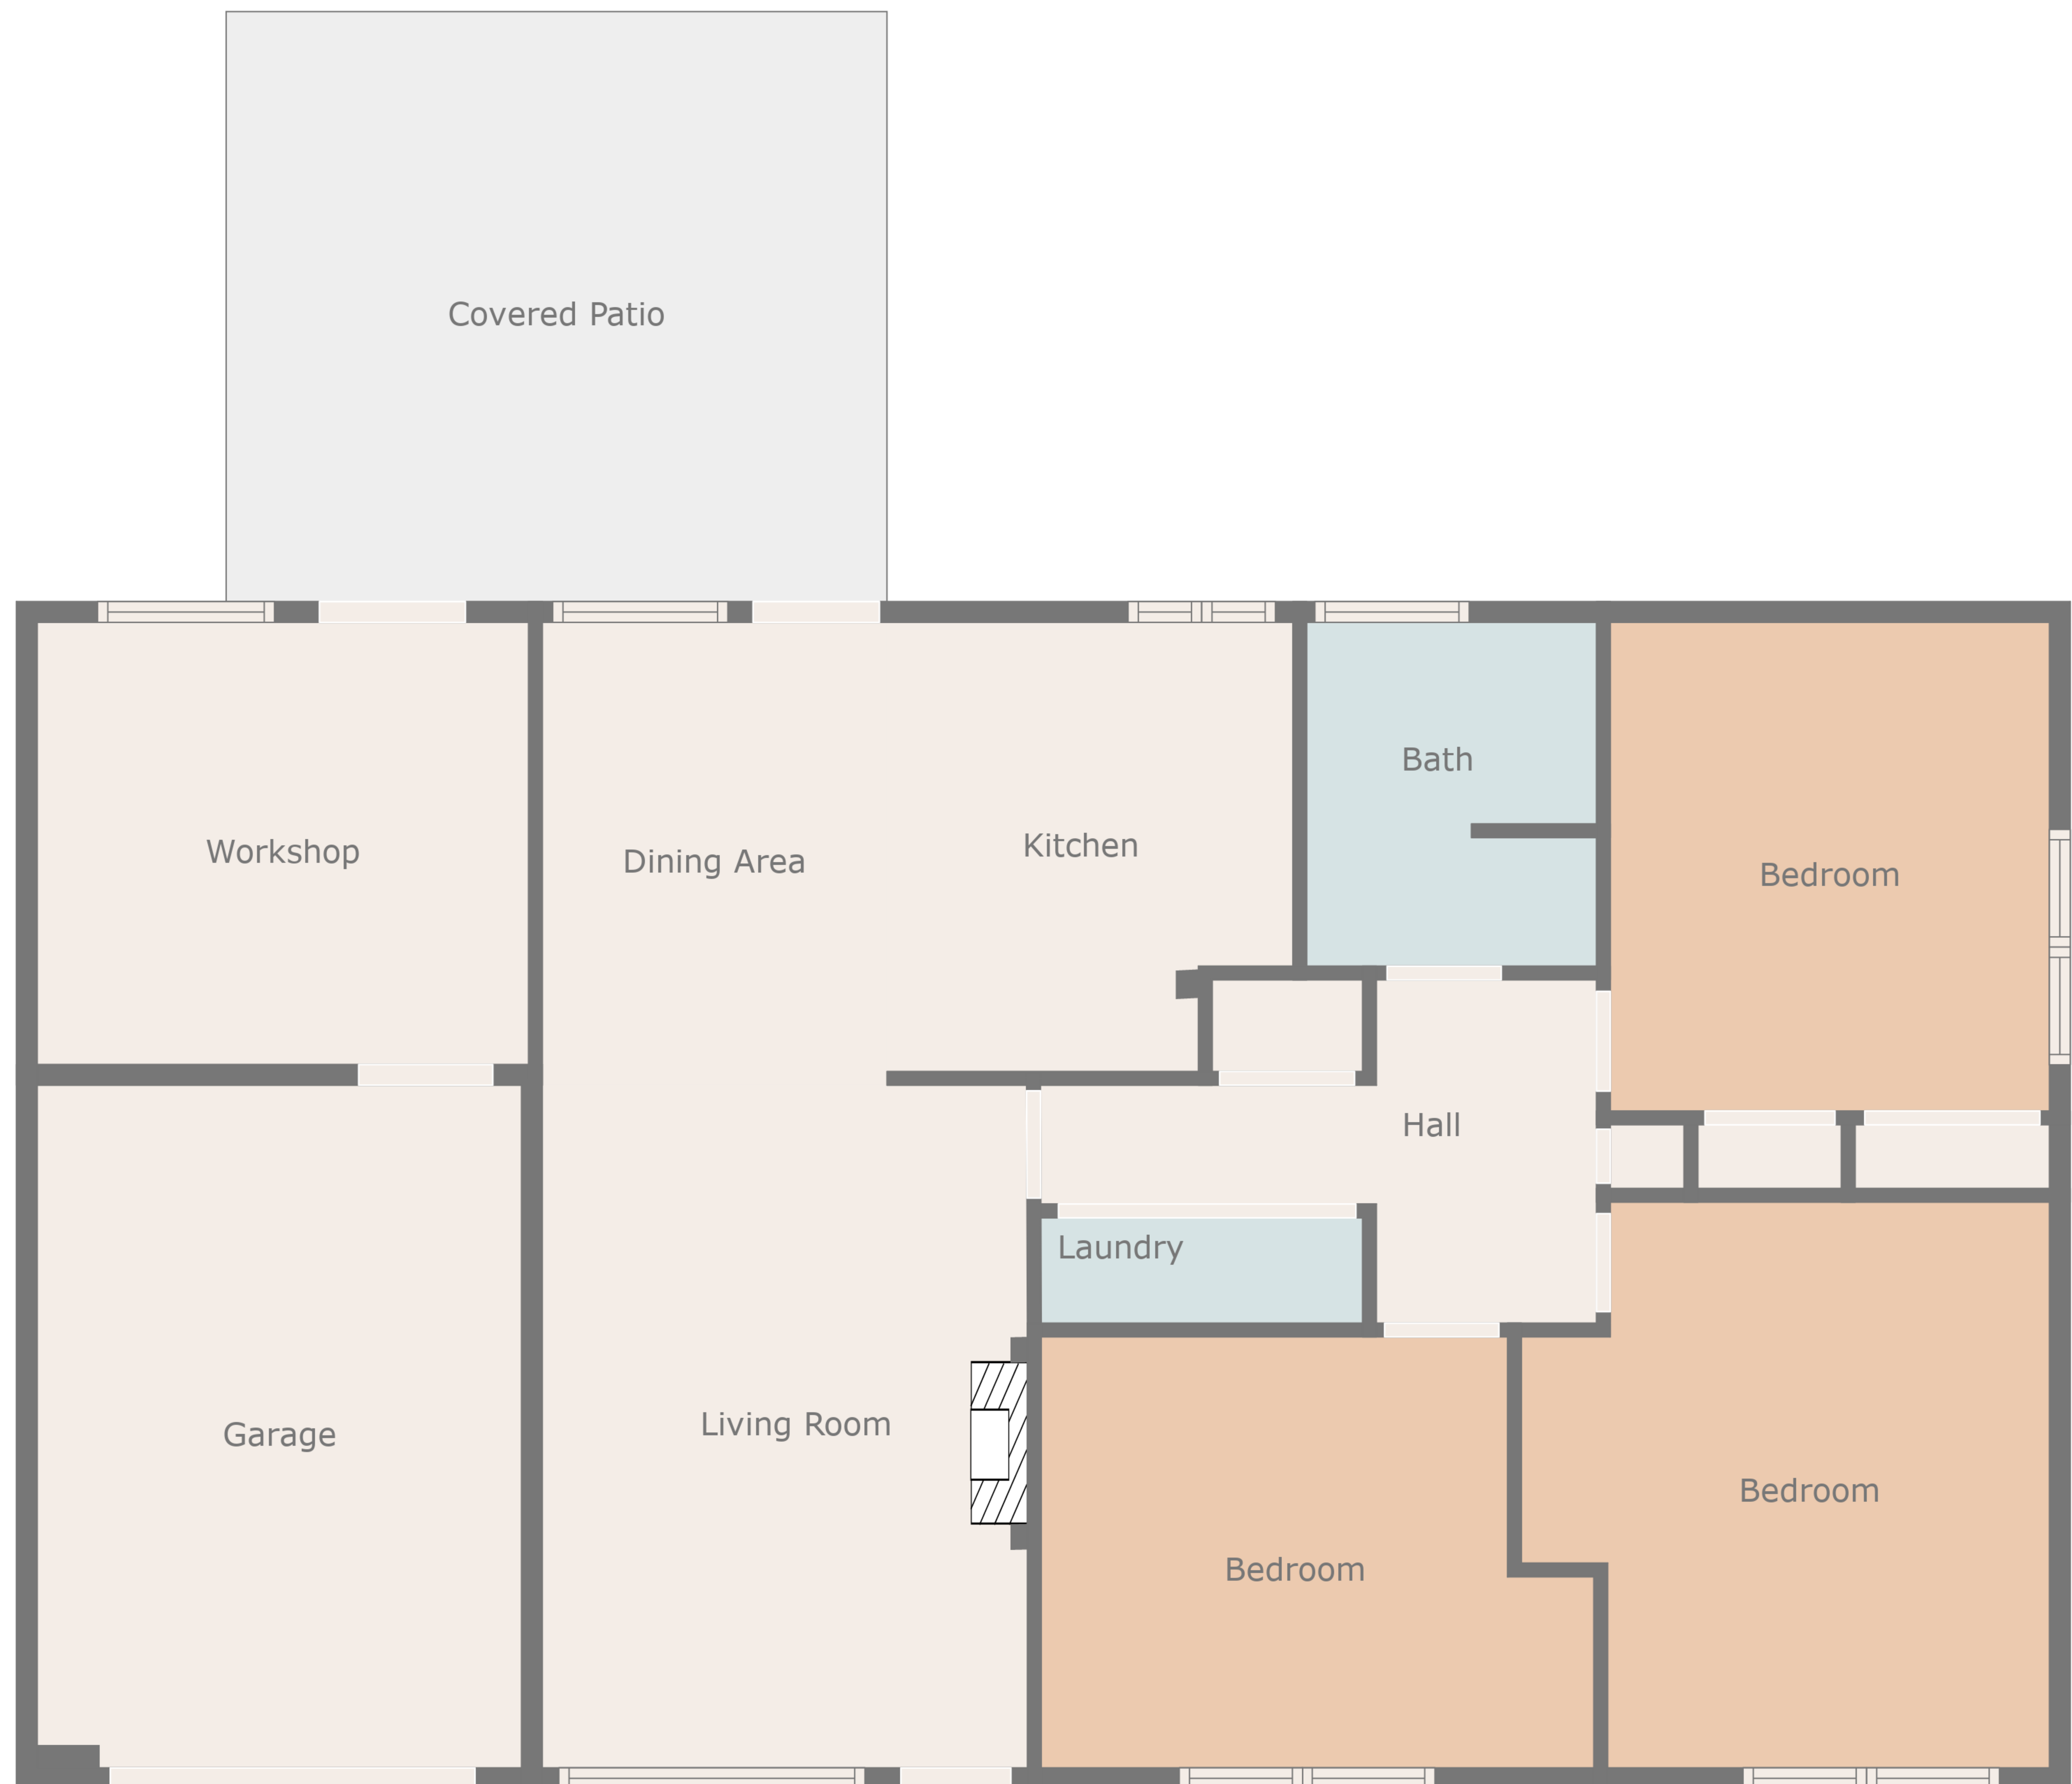 Covered Patio
Bath
Kitchen
Workshop
Dining Area
Bedroom
Hall
Laundry
Living Room
Garage
Bedroom
Bedroom